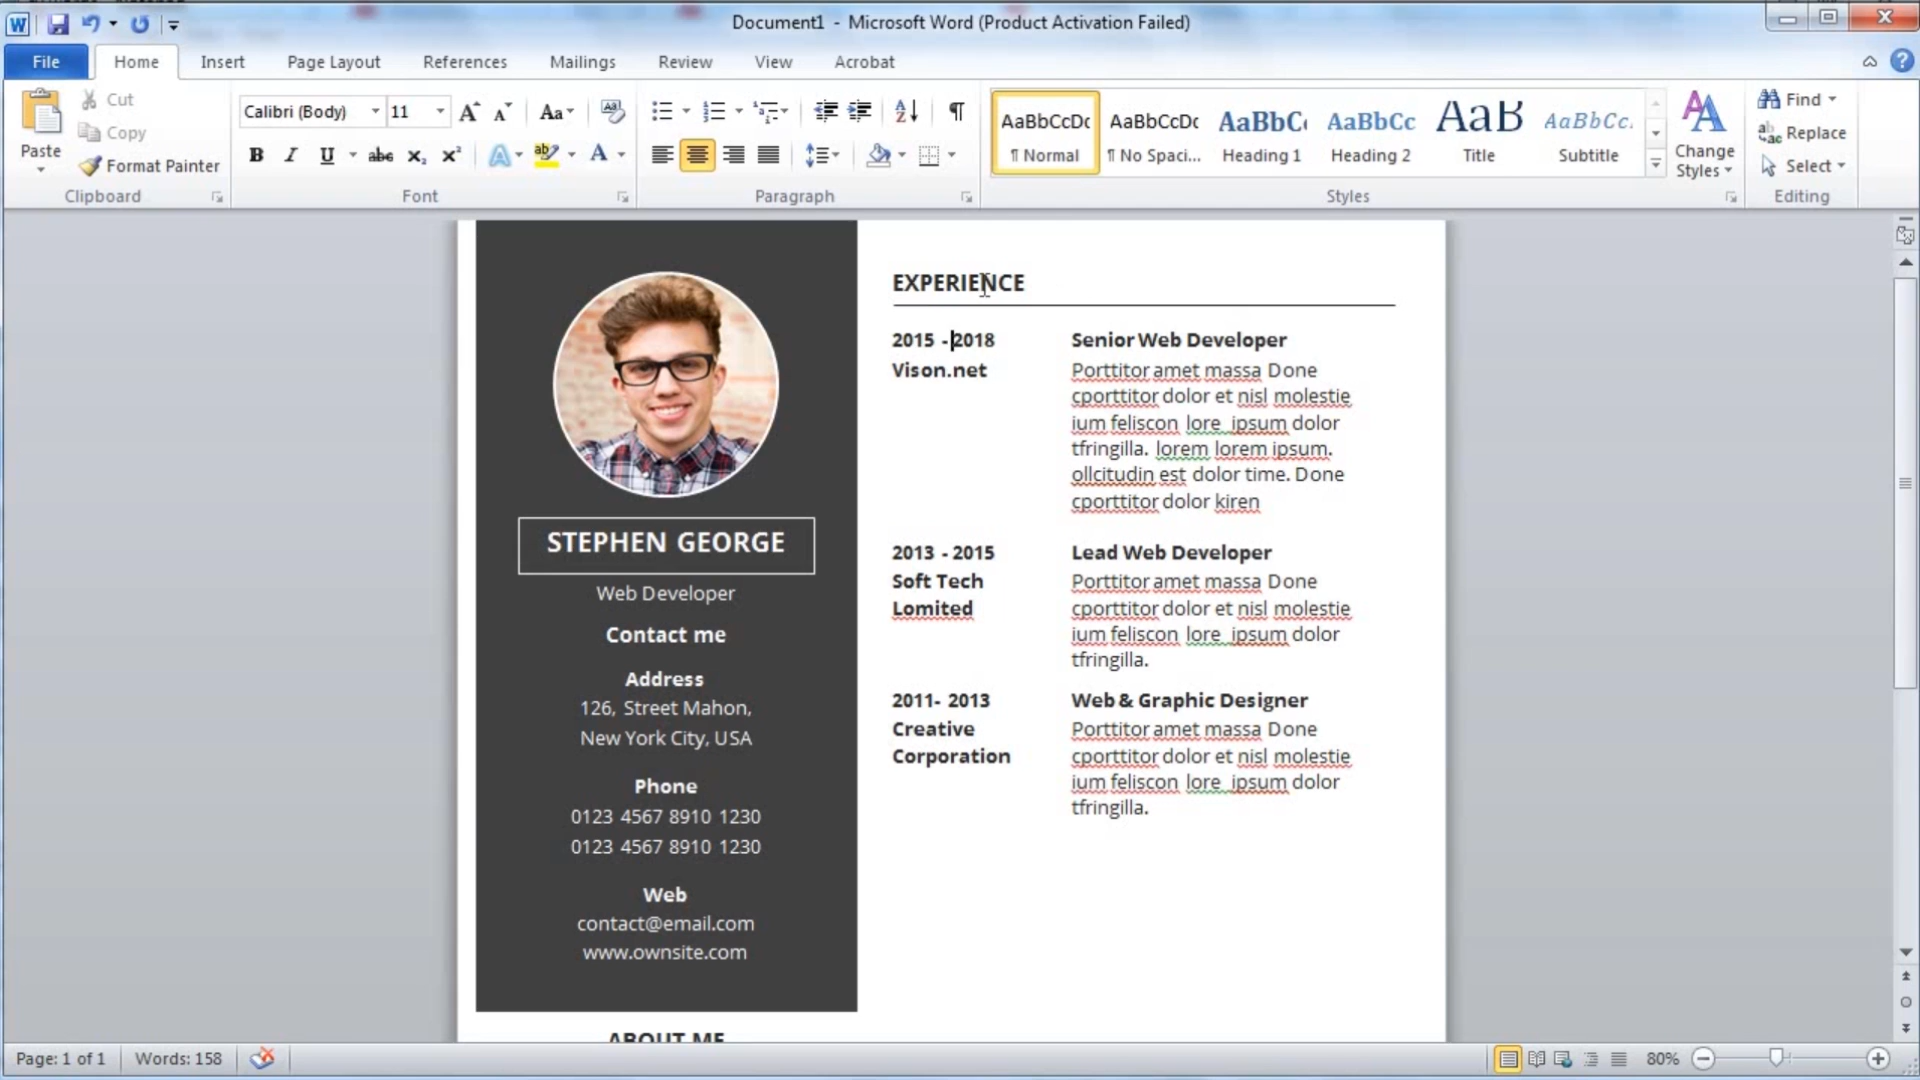 Document1 - Microsoft Word (Product Activation Failed)
File Home Insert Page Layout References Mailings Review View Acrobat
Paste
Cut
Copy
Format Painter
Clipboard
Calibri (Body) 11
Font
Paragraph
AaBbCcDc AaBbCcDc AaBbC AaBbCc AaB AaBbCc.
¶ Normal ¶ No Spaci... Heading 1 Heading 2 Title Subtitle
Change
Styles
Styles
Find
Replace
Select
Editing
STEPHEN GEORGE
Web Developer
Contact me
Address
126, Street Mahon,
New York City, USA
Phone
0123 4567 8910 1230
0123 4567 8910 1230
Web
contact@email.com
www.ownsite.com
ABOUT ME
EXPERIENCE
2015 -2018
Vison.net
Senior Web Developer
Porttitor amet massa Done
cporttitor dolor et nisl molestie
ium feliscon lore ipsum dolor
tfringilla. lorem lorem ipsum.
ollcitudin est dolor time. Done
cporttitor dolor kiren
2013 - 2015
Soft Tech
Lomited
Lead Web Developer
Porttitor amet massa Done
cporttitor dolor et nisl molestie
ium feliscon lore ipsum dolor
tfringilla.
2011- 2013
Creative
Corporation
Web & Graphic Designer
Porttitor amet massa Done
cporttitor dolor et nisl molestie
ium feliscon lore ipsum dolor
tfringilla.
Page: 1 of 1 Words: 158 80%